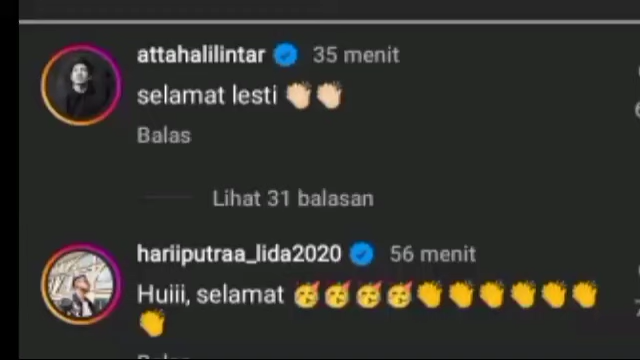 attahalilintar 35 menit
selamat lesti 👏🏻👏🏻
Balas
Lihat 31 balasan
hariiputraa_lida2020 56 menit
Huiii, selamat 🥳🥳🥳🥳👏👏👏👏👏👏
👏